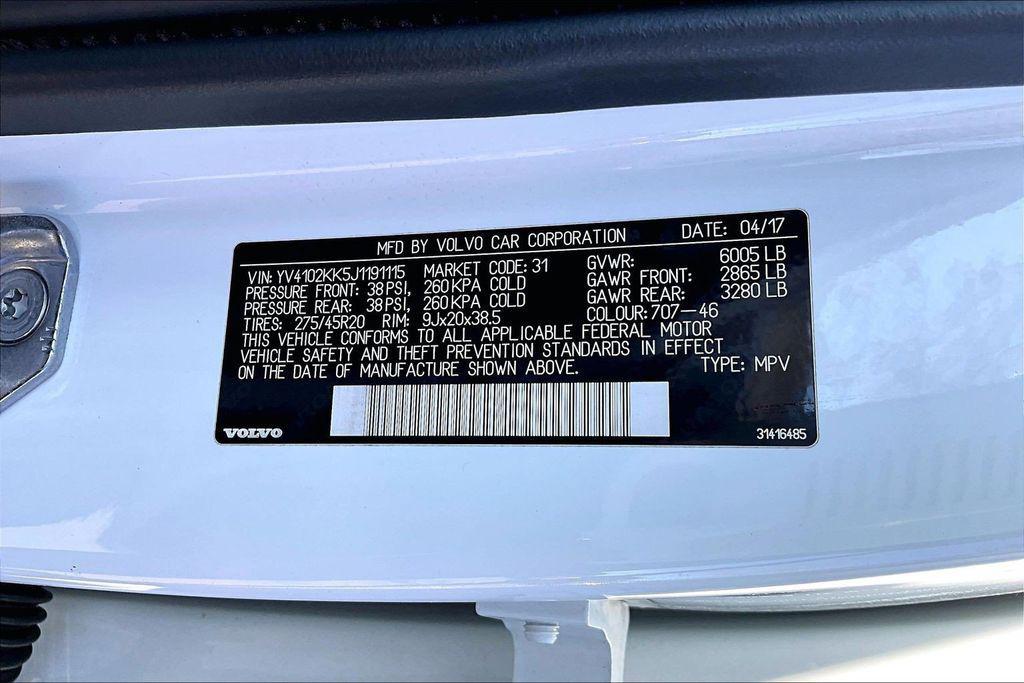 MFD BY VOLVO CAR CORPORATION DATE: 04/17
VIN: YV4102KK5J1191115 MARKET CODE: 31 GVWR: 6005 LB
PRESSURE FRONT: 38 PSI, 260 KPA COLD GAWR FRONT: 2865 LB
PRESSURE REAR: 38 PSI, 260 KPA COLD GAWR REAR: 3280 LB
TIRES: 275/45R20 RIM: 9Jx20x38.5 COLOUR: 707-46
THIS VEHICLE CONFORMS TO ALL APPLICABLE FEDERAL MOTOR
VEHICLE SAFETY AND THEFT PREVENTION STANDARDS IN EFFECT
ON THE DATE OF MANUFACTURE SHOWN ABOVE. TYPE: MPV
VOLVO 31416485